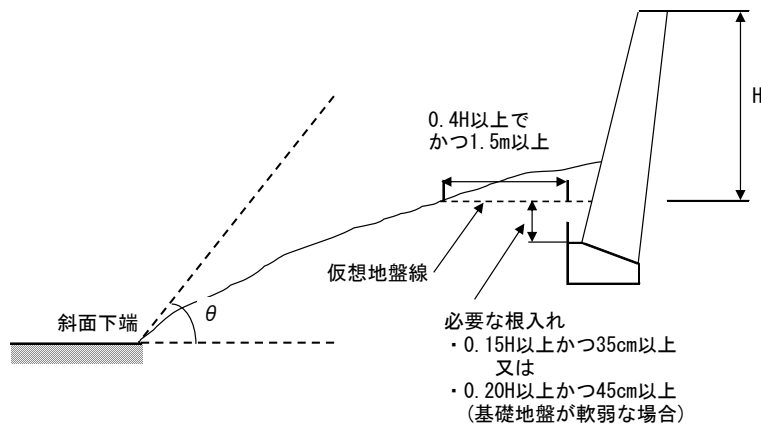 H
0.4H以上で
かつ1.5m以上
仮想地盤線
斜面下端
θ
必要な根入れ
・0.15H以上かつ35cm以上
又は
・0.20H以上かつ45cm以上
(基礎地盤が軟弱な場合)